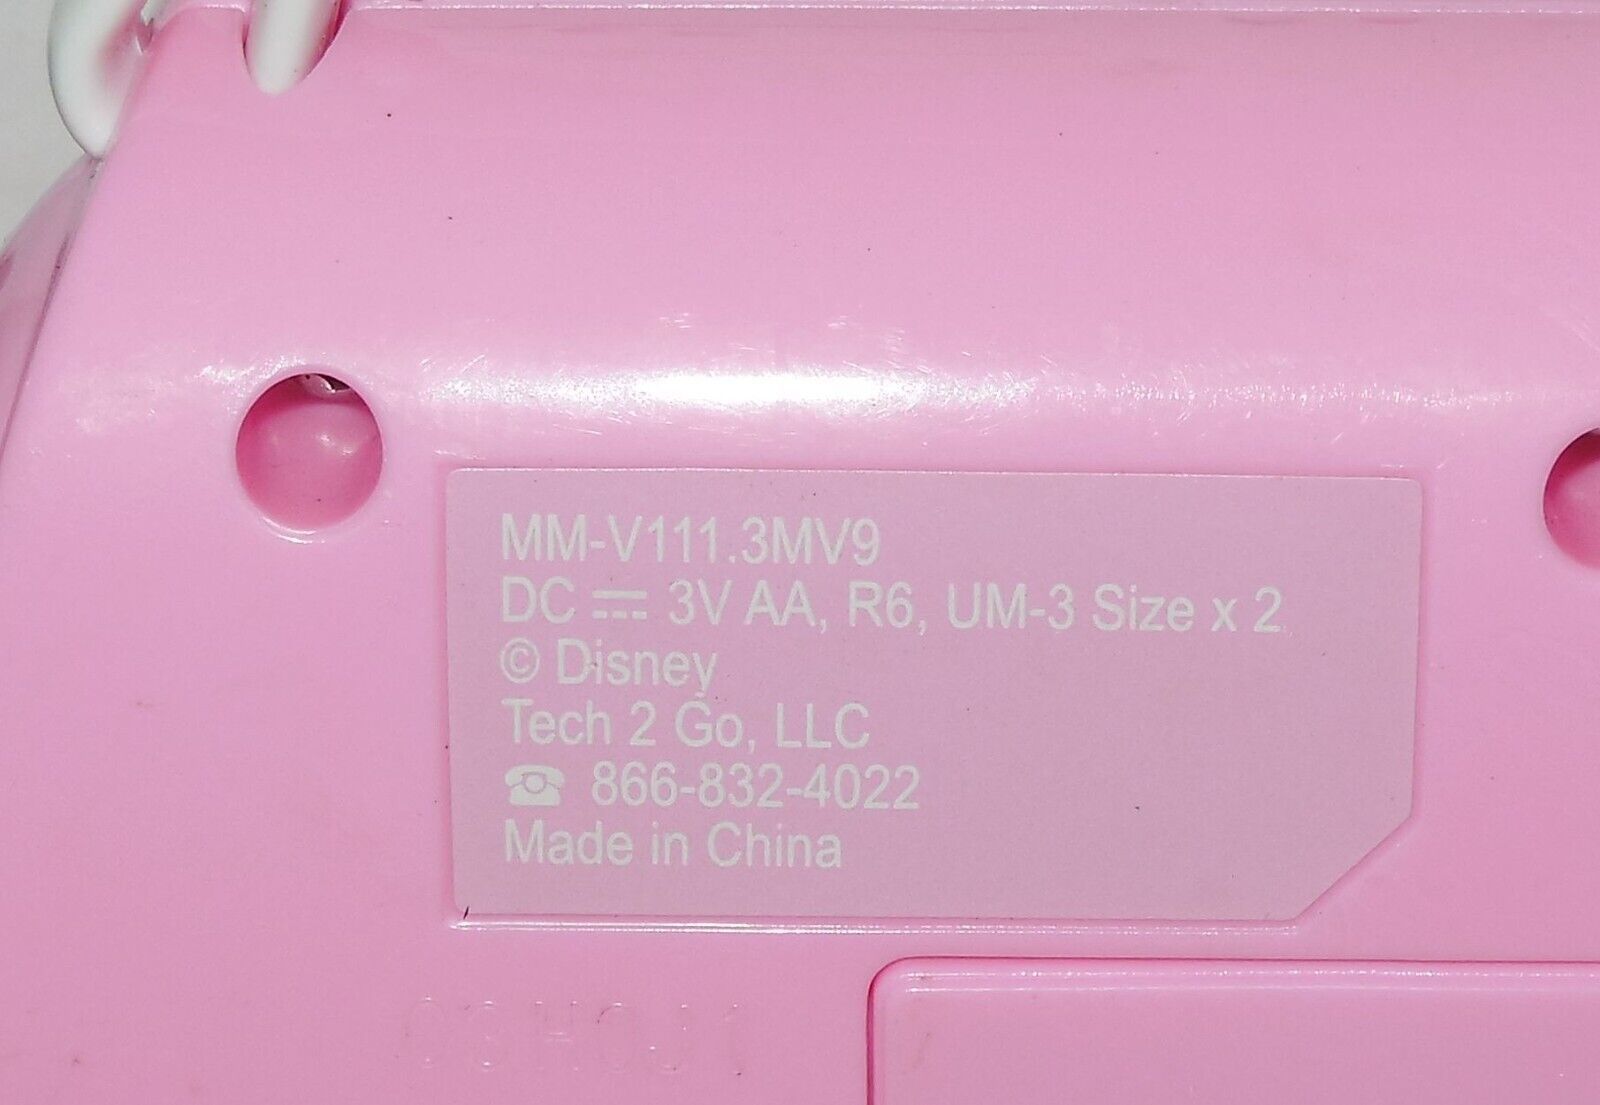 MM-V111.3MV9
DC ⎓ 3V AA, R6, UM-3 Size x 2
© Disney
Tech 2 Go, LLC
☎ 866-832-4022
Made in China